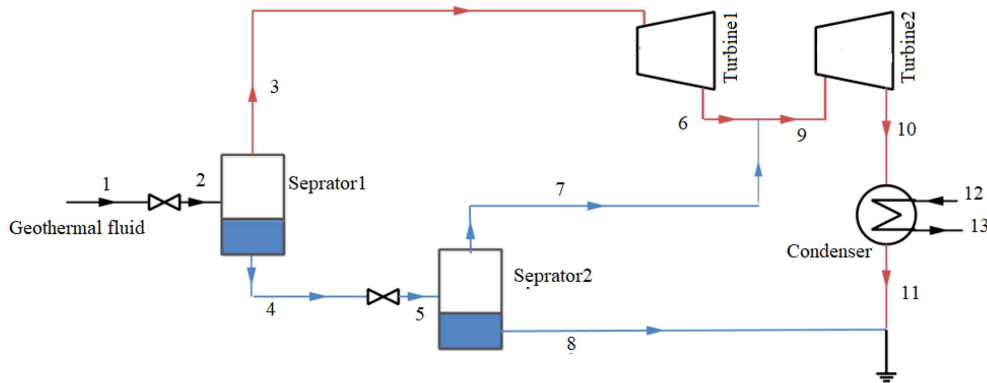 Turbine1
Turbine2
3
6
9
10
Seprator1
1
2
7
12
13
Geothermal fluid
Condenser
Seprator2
4
5
11
8